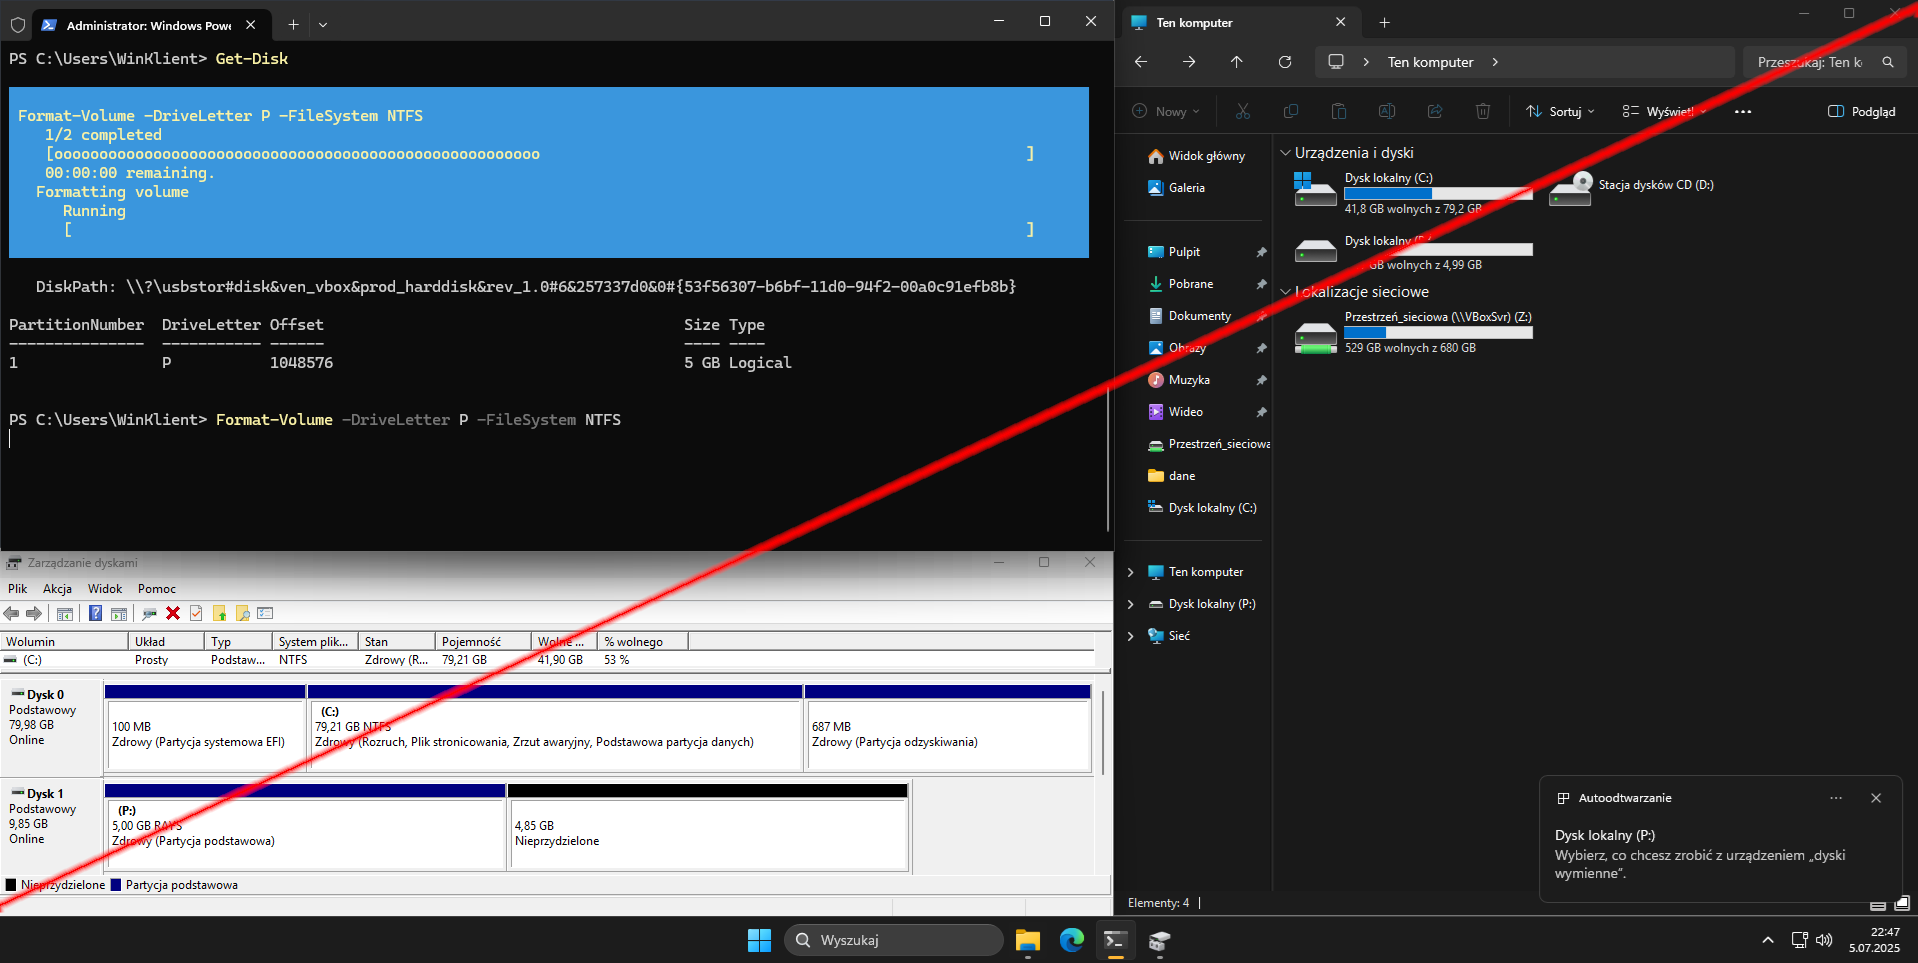 Administrator: Windows Powe
PS C:\Users\WinKlient> Get-Disk
Format-Volume -DriveLetter P -FileSystem NTFS
1/2 completed
[oooooooooooooooooooooooooooooooooooooooooooooooooooooo ]
00:00:00 remaining.
Formatting volume
Running
[ ]
DiskPath: \\?\usbstor#disk&ven_vbox&prod_harddisk&rev_1.0#6&257337d0&0#{53f56307-b6bf-11d0-94f2-00a0c91efb8b}
PartitionNumber DriveLetter Offset Size Type
--------------- ----------- ------ ---- ----
1 P 1048576 5 GB Logical
PS C:\Users\WinKlient> Format-Volume -DriveLetter P -FileSystem NTFS
Zarządzanie dyskami
Plik Akcja Widok Pomoc
Wolumin Układ Typ System plik... Stan Pojemność Wolne ... % wolnego
(C:) Prosty Podstaw... NTFS Zdrowy (R... 79,21 GB 41,90 GB 53 %
Dysk 0
Podstawowy
79,98 GB
Online
100 MB
Zdrowy (Partycja systemowa EFI)
(C:)
79,21 GB NTFS
Zdrowy (Rozruch, Plik stronicowania, Zrzut awaryjny, Podstawowa partycja danych)
687 MB
Zdrowy (Partycja odzyskiwania)
Dysk 1
Podstawowy
9,85 GB
Online
(P:)
5,00 GB RAYS
Zdrowy (Partycja podstawowa)
4,85 GB
Nieprzydzielone
Nieprzydzielone Partycja podstawowa
Ten komputer
Ten komputer
Przeszukaj: Ten k
Nowy Sortuj Wyświetl Podgląd
Widok główny
Galeria
Pulpit
Pobrane
Dokumenty
Obrazy
Muzyka
Wideo
Przestrzeń_sieciowa
dane
Dysk lokalny (C:)
Ten komputer
Dysk lokalny (P:)
Sieć
Urządzenia i dyski
Dysk lokalny (C:)
41,8 GB wolnych z 79,2 GB
Stacja dysków CD (D:)
Dysk lokalny
GB wolnych z 4,99 GB
Lokalizacje sieciowe
Przestrzeń_sieciowa (\\VBoxSvr) (Z:)
529 GB wolnych z 680 GB
Autoodtwarzanie
Dysk lokalny (P:)
Wybierz, co chcesz zrobić z urządzeniem „dyski
wymienne”.
Elementy: 4
Wyszukaj
22:47
5.07.2025